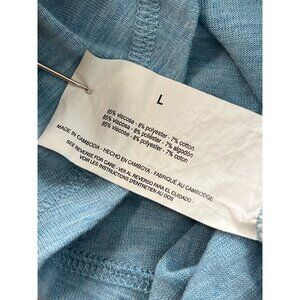 L
85% viscose - 8% polyester - 7% cotton
85% viscose - 8% poliéster - 7% algodón
85% viscose - 8% polyester - 7% coton
MADE IN CAMBODIA - HECHO EN CAMBOYA - FABRIQUÉ AU CAMBODGE
SEE REVERSE FOR CARE - VER AL REVERSO PARA EL CUIDADO -
VOIR LES INSTRUCTIONS D'ENTRETIEN AU DOS